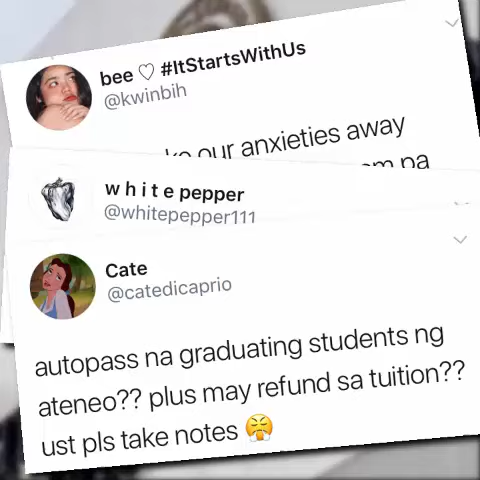 bee ♡ #ItStartsWithUs
@kwinbih
our anxieties away
pa
w h i t e pepper
@whitepepper111
Cate
@catedicaprio
autopass na graduating students ng
ateneo?? plus may refund sa tuition??
ust pls take notes 😤